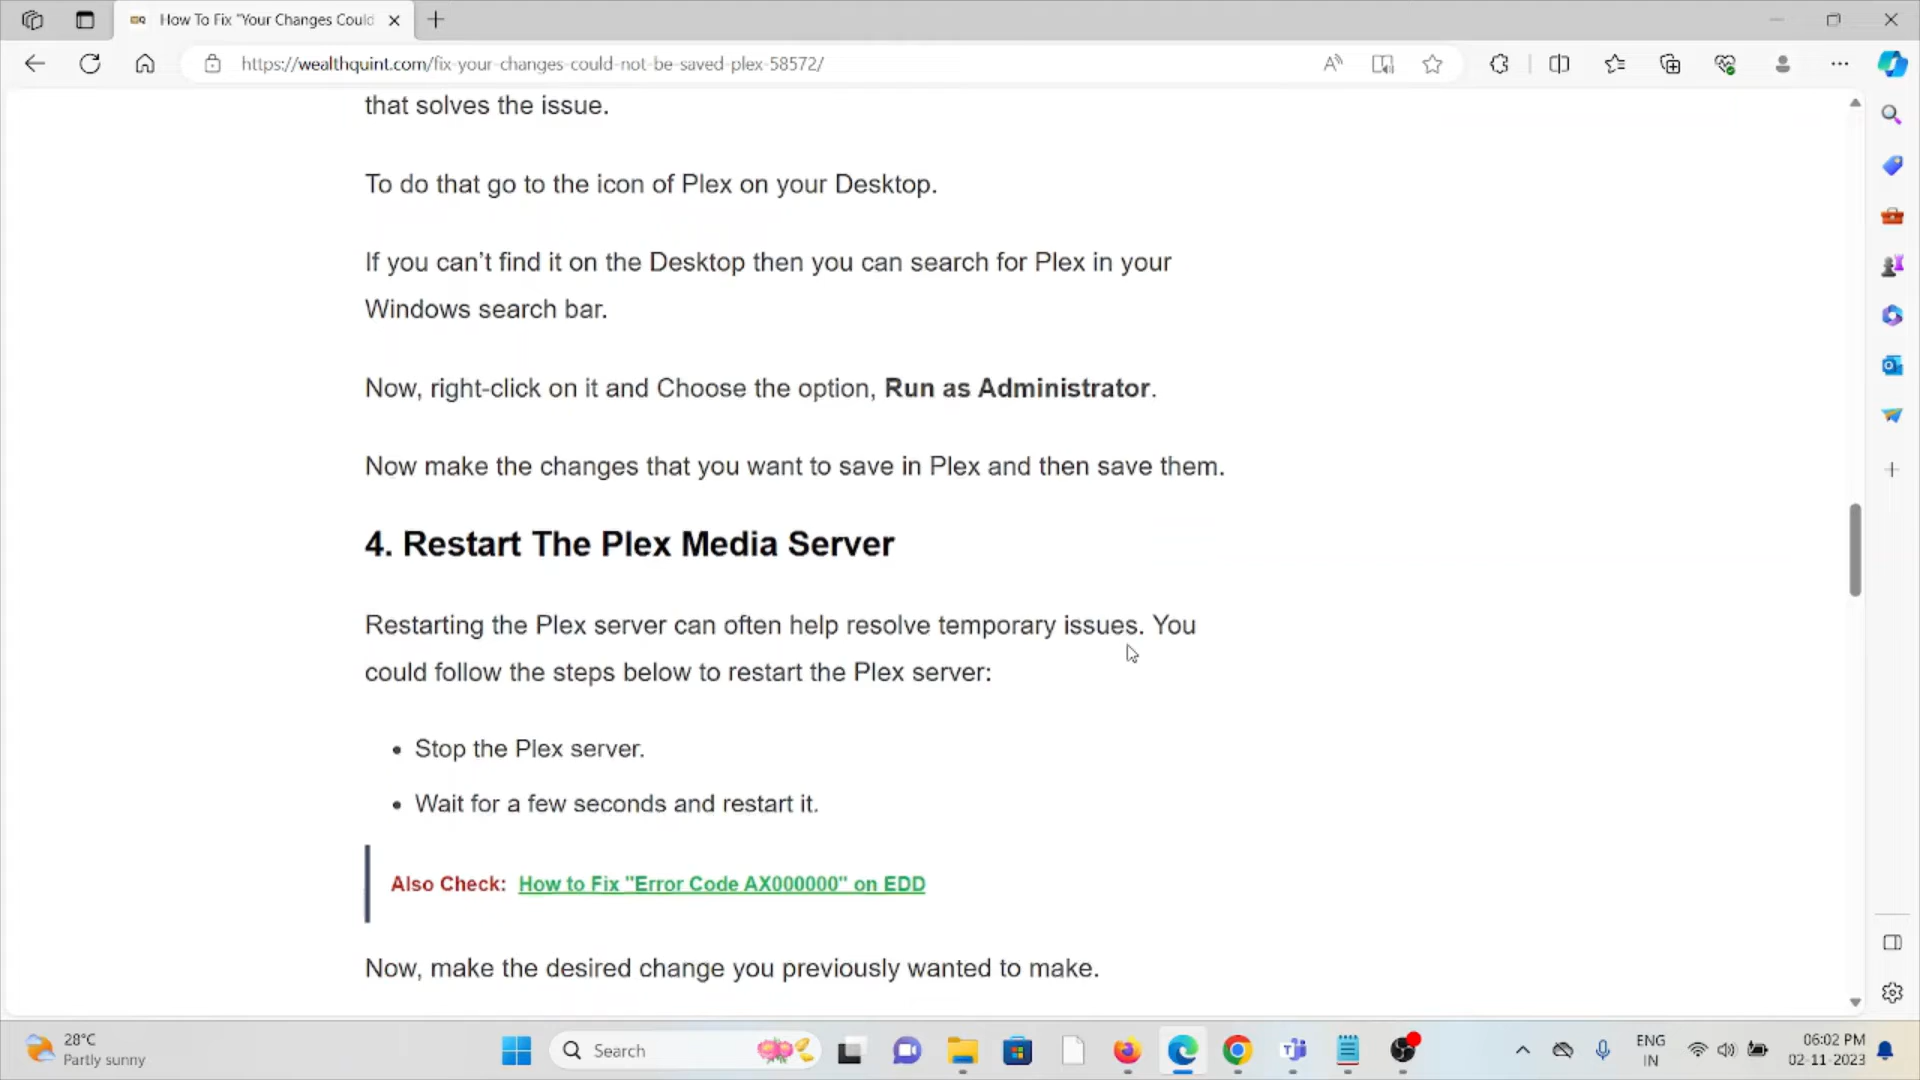 How To Fix "Your Changes Could
https://wealthquint.com/fix-your-changes-could-not-be-saved-plex-58572/
that solves the issue.
To do that go to the icon of Plex on your Desktop.
If you can’t find it on the Desktop then you can search for Plex in your
Windows search bar.
Now, right-click on it and Choose the option, Run as Administrator.
Now make the changes that you want to save in Plex and then save them.
4. Restart The Plex Media Server
Restarting the Plex server can often help resolve temporary issues. You
could follow the steps below to restart the Plex server:
• Stop the Plex server.
• Wait for a few seconds and restart it.
Also Check: How to Fix "Error Code AX000000" on EDD
Now, make the desired change you previously wanted to make.
28°C
Partly sunny
Search
ENG
IN
06:02 PM
02-11-2023